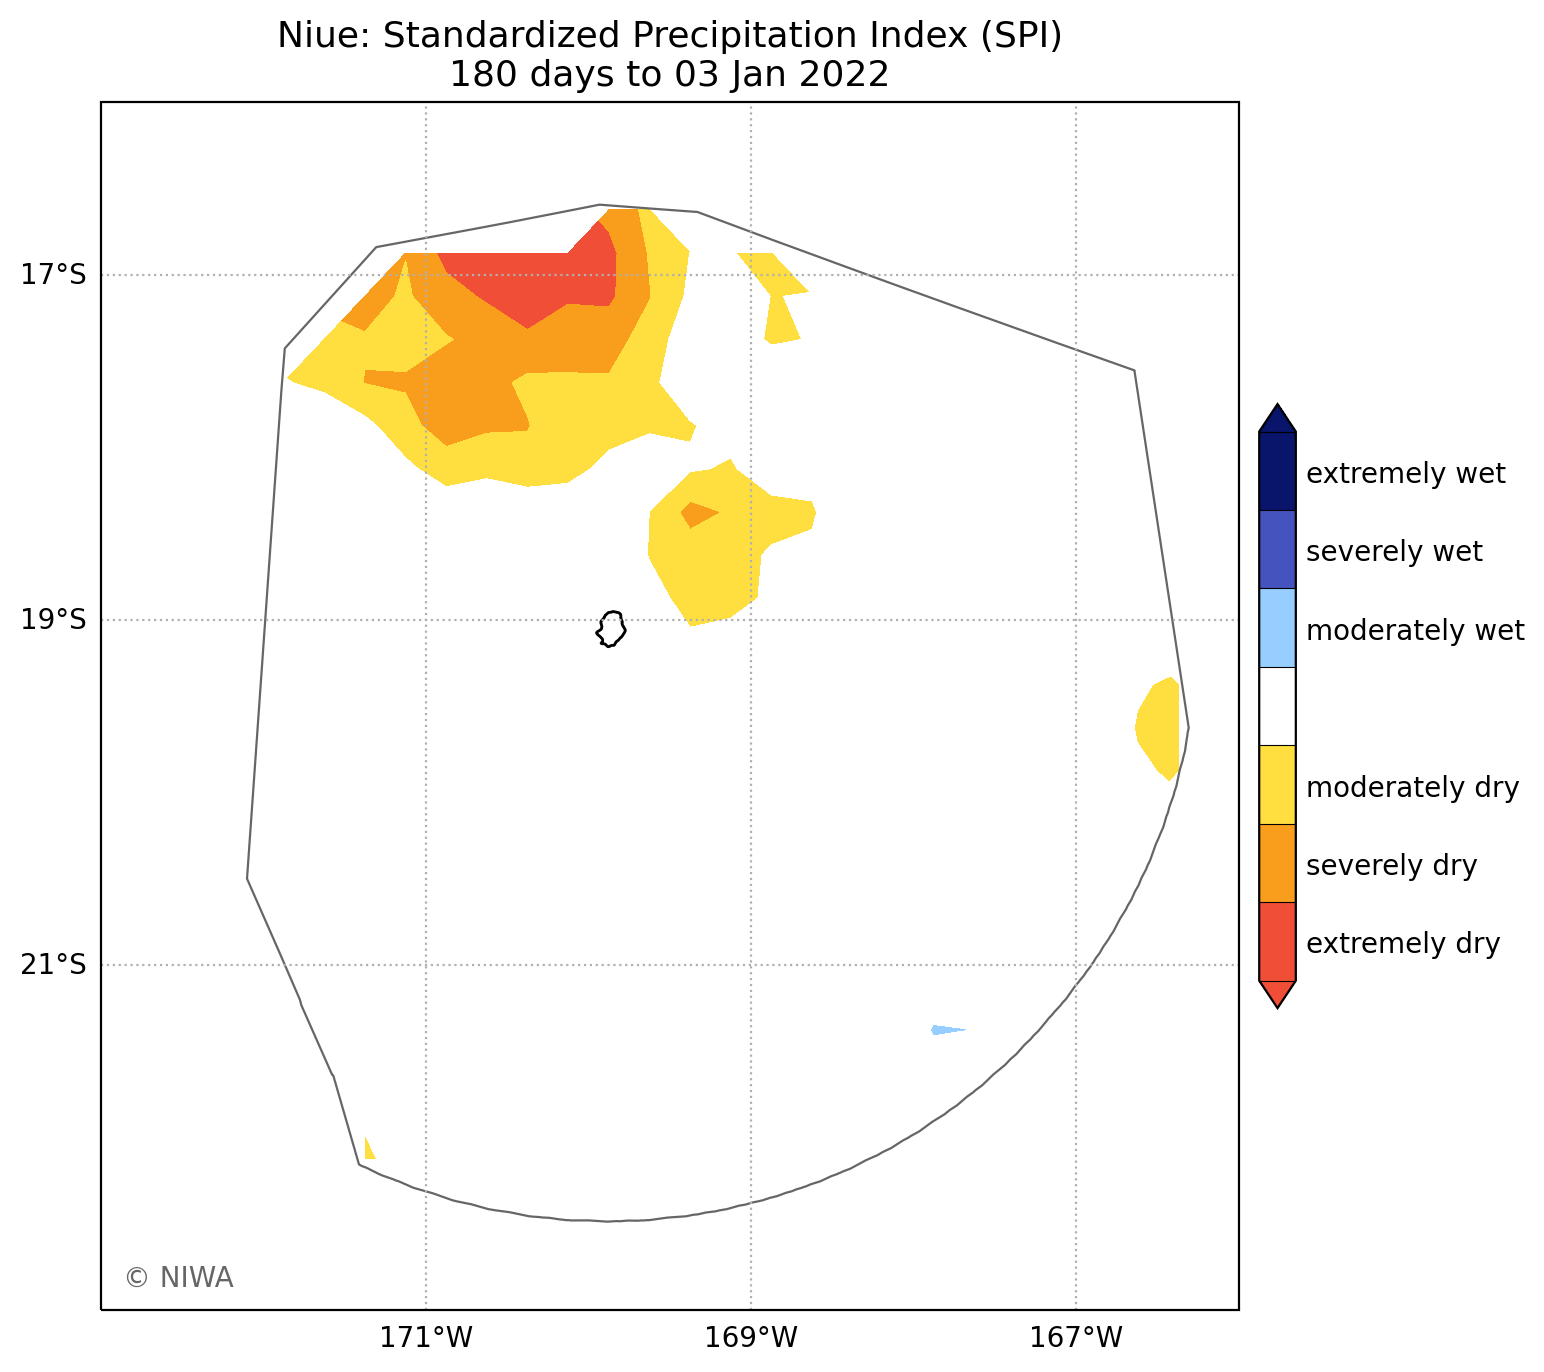 Niue: Standardized Precipitation Index (SPI)
180 days to 03 Jan 2022
17°S
19°S
21°S
171°W
169°W
167°W
extremely wet
severely wet
moderately wet
moderately dry
severely dry
extremely dry
© NIWA